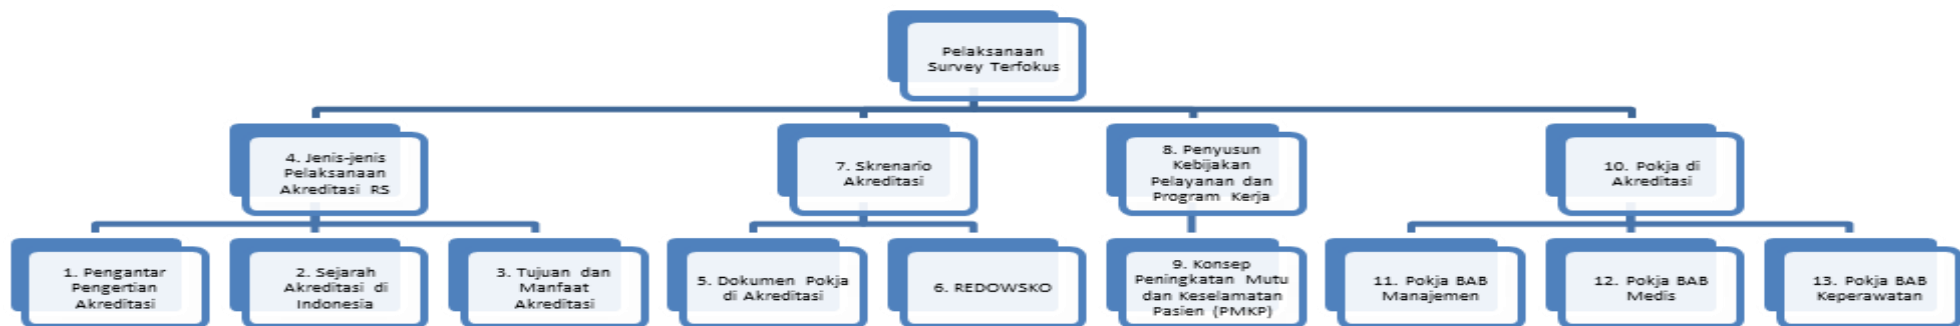 Pelaksanaan
Survey Terfokus
4. Jenis-jenis
Pelaksanaan
Akreditasi RS
7. Skrenario
Akreditasi
8. Penyusun
Kebijakan
Pelayanan dan
Program Kerja
10. Pokja di
Akreditasi
1. Pengantar
Pengertian
Akreditasi
2. Sejarah
Akreditasi di
Indonesia
3. Tujuan dan
Manfaat
Akreditasi
5. Dokumen Pokja
di Akreditasi
6. REDOWSKO
9. Konsep
Peningkatan Mutu
dan Keselamatan
Pasien (PMKP)
11. Pokja BAB
Manajemen
12. Pokja BAB
Medis
13. Pokja BAB
Keperawatan